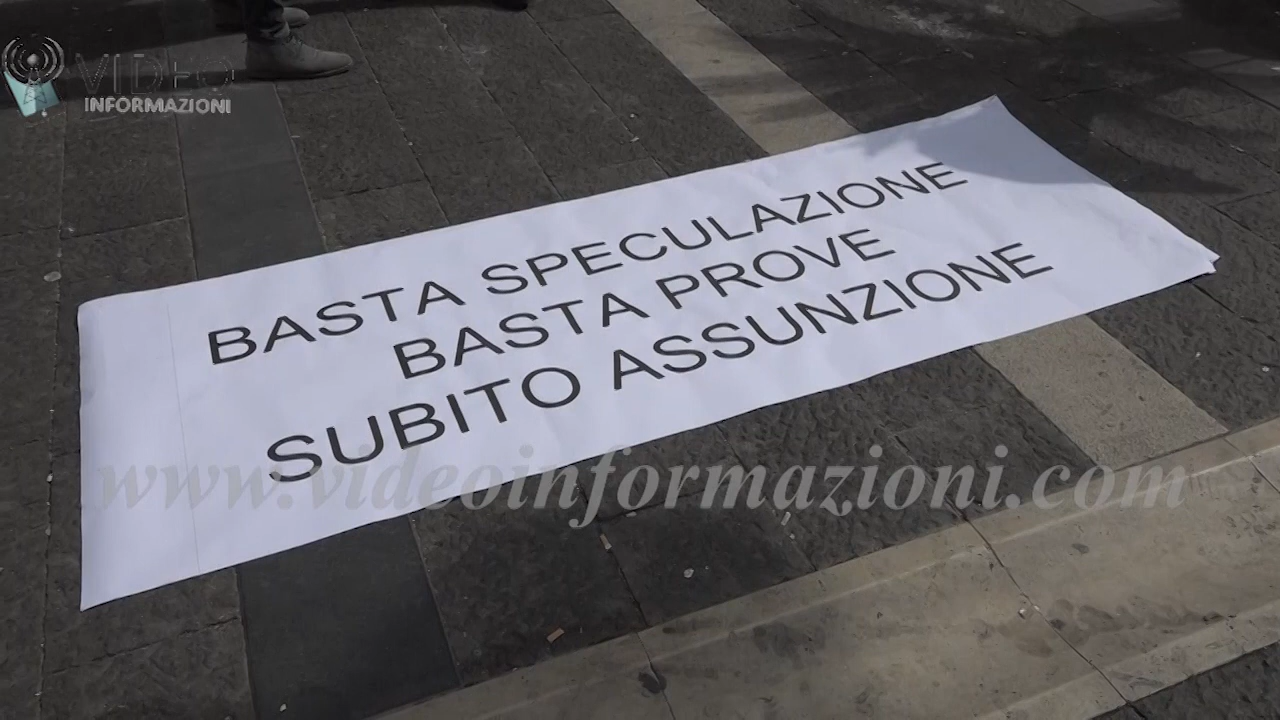 VIDEO
INFORMAZIONI
BASTA SPECULAZIONE
BASTA PROVE
SUBITO ASSUNZIONE
www.videoinformazioni.com